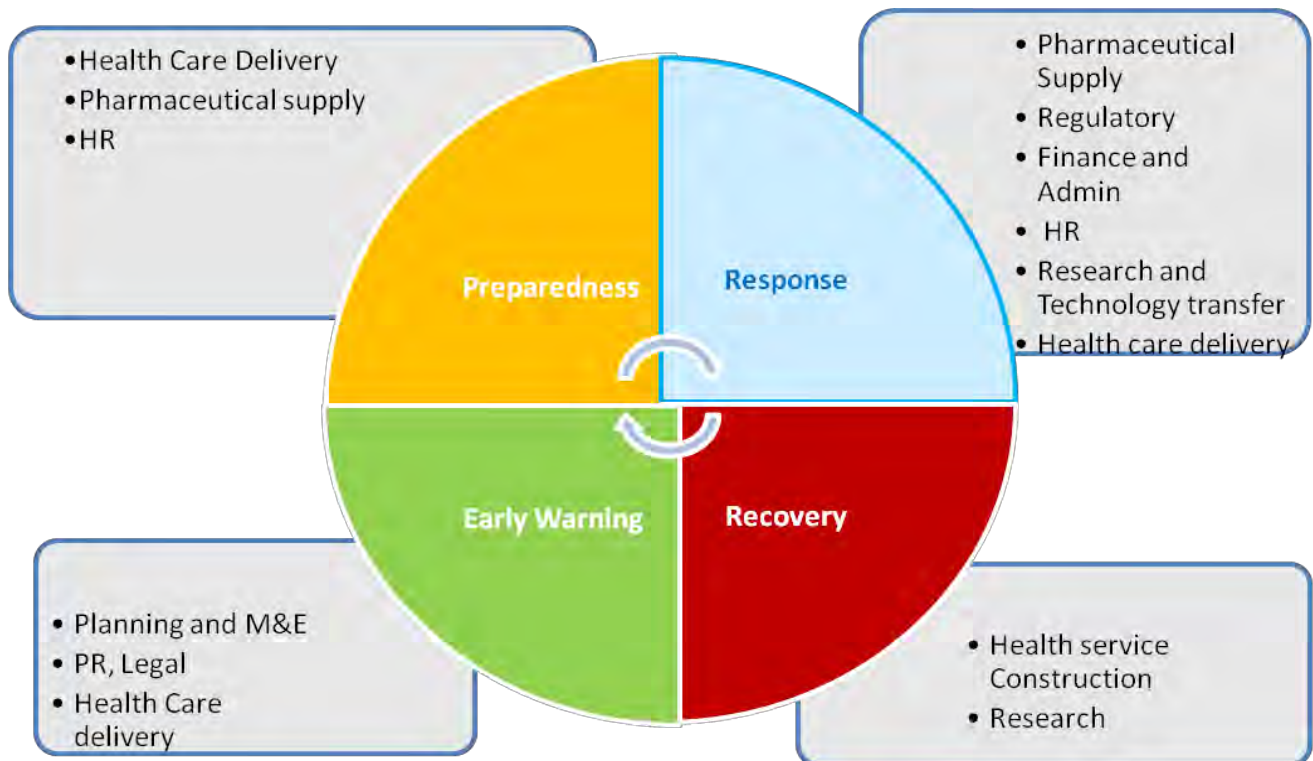 •Health Care Delivery
•Pharmaceutical supply
•HR
• Pharmaceutical
Supply
• Regulatory
• Finance and
Admin
• HR
• Research and
Technology transfer
• Health care delivery
Preparedness
Response
Early Warning
Recovery
• Planning and M&E
• PR, Legal
• Health Care
delivery
• Health service
Construction
• Research